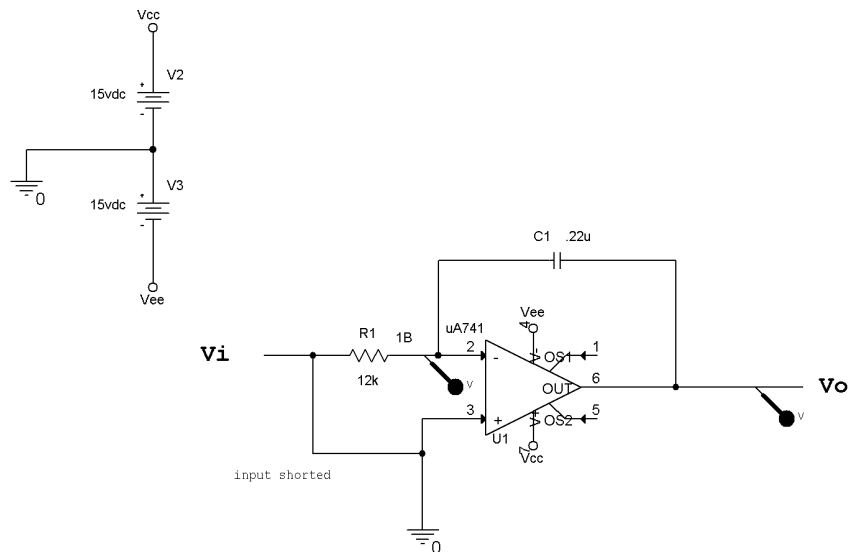 Vcc
+
V2
15vdc
-
0
+
V3
15vdc
-
Vee
C1 .22u
Vi
R1
12k
1B
uA741
Vee
4
V-
OS1
1
2
-
OUT
6
Vo
V
V
3
+
U1
V+
OS2
5
7
Vcc
input shorted
0